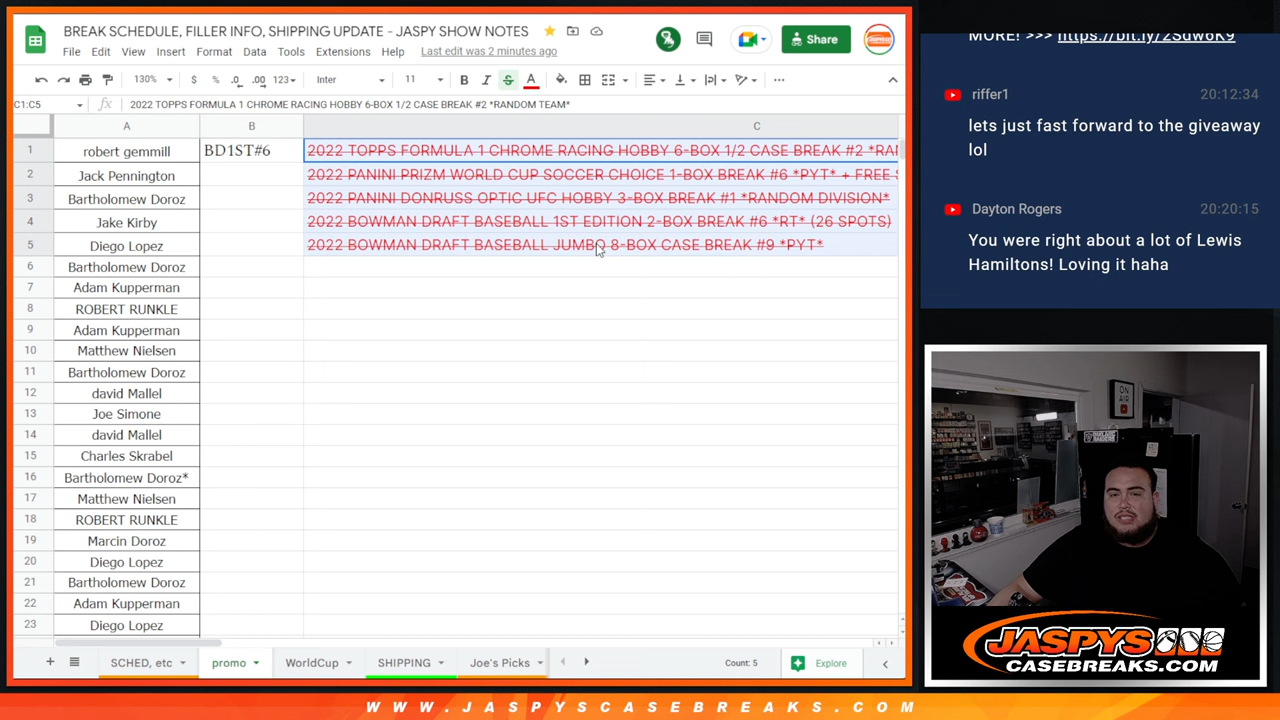 BREAK SCHEDULE, FILLER INFO, SHIPPING UPDATE - JASPY SHOW NOTES
Share
File Edit View Insert Format Data Tools Extensions Help Last edit was 2 minutes ago
130% $ % .0 .00 123 Inter 11 B I S A
C1:C5 fx 2022 TOPPS FORMULA 1 CHROME RACING HOBBY 6-BOX 1/2 CASE BREAK #2 *RANDOM TEAM*
A B C
1 robert gemmill BD1ST#6 2022 TOPPS FORMULA 1 CHROME RACING HOBBY 6-BOX 1/2 CASE BREAK #2 *RAN
2 Jack Pennington 2022 PANINI PRIZM WORLD CUP SOCCER CHOICE 1-BOX BREAK #6 *PYT* + FREE S
3 Bartholomew Doroz 2022 PANINI DONRUSS OPTIC UFC HOBBY 3-BOX BREAK #1 *RANDOM DIVISION*
4 Jake Kirby 2022 BOWMAN DRAFT BASEBALL 1ST EDITION 2-BOX BREAK #6 *RT* (26 SPOTS)
5 Diego Lopez 2022 BOWMAN DRAFT BASEBALL JUMBO 8-BOX CASE BREAK #9 *PYT*
6 Bartholomew Doroz
7 Adam Kupperman
8 ROBERT RUNKLE
9 Adam Kupperman
10 Matthew Nielsen
11 Bartholomew Doroz
12 david Mallel
13 Joe Simone
14 david Mallel
15 Charles Skrabel
16 Bartholomew Doroz*
17 Matthew Nielsen
18 ROBERT RUNKLE
19 Marcin Doroz
20 Diego Lopez
21 Bartholomew Doroz
22 Adam Kupperman
23 Diego Lopez
SCHED, etc promo WorldCup SHIPPING Joe's Picks Count: 5 Explore
MORE! >>> https://bit.ly/2Sdw6K9
riffer1 20:12:34
lets just fast forward to the giveaway
lol
Dayton Rogers 20:20:15
You were right about a lot of Lewis
Hamiltons! Loving it haha
ON
AIR
JASPYS
CASEBREAKS.COM
WWW.JASPYSCASEBREAKS.COM